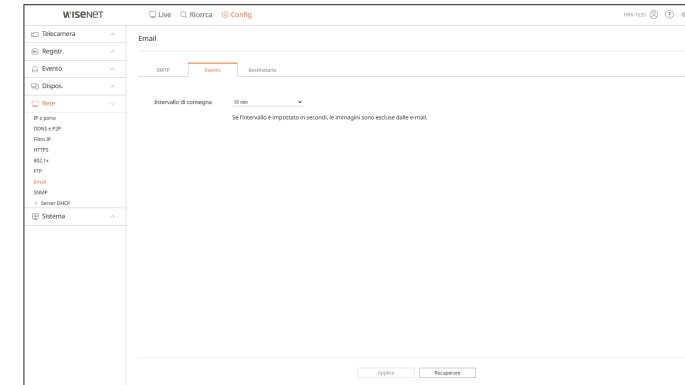 WISENET
Live Ricerca Config
HRX-1635
Telecamera
Registr.
Evento
Dispos.
Rete
IP e porta
DDNS e P2P
Filtro IP
HTTPS
802.1x
FTP
Email
SNMP
> Server DHCP
Sistema
Email
SMTP Evento destinatario
Intervallo di consegna 10 min
Se l'intervallo è impostato in secondi, le immagini sono escluse dalle e-mail.
Applica Recuperare